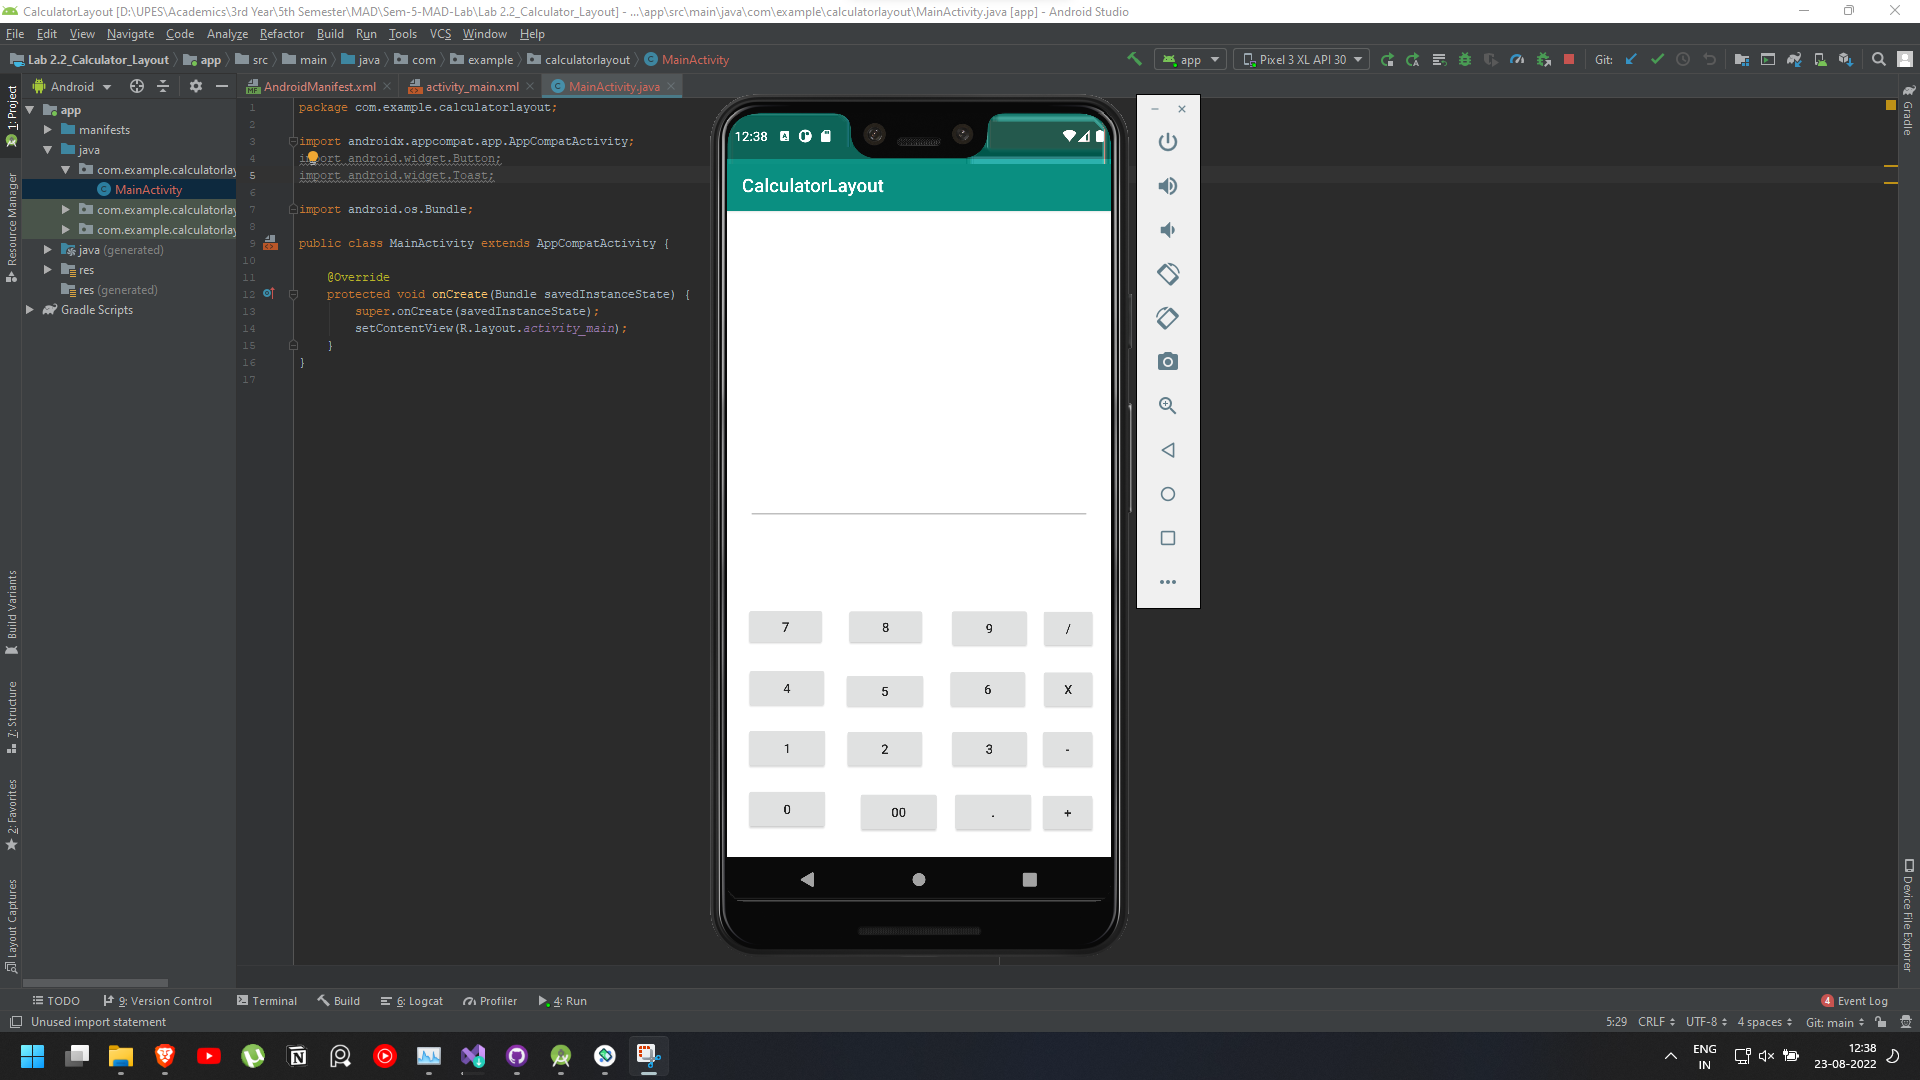 CalculatorLayout [D:\UPES\Academics\3rd Year\5th Semester\MAD\Sem-5-MAD-Lab\Lab 2.2_Calculator_Layout] - ...\app\src\main\java\com\example\calculatorlayout\MainActivity.java [app] - Android Studio
File Edit View Navigate Code Analyze Refactor Build Run Tools VCS Window Help
Lab 2.2_Calculator_Layout app src main java com example calculatorlayout MainActivity
app Pixel 3 XL API 30 Git:
Android AndroidManifest.xml activity_main.xml MainActivity.java
1: Project
Resource Manager
Build Variants
7: Structure
2: Favorites
Layout Captures
app
manifests
java
com.example.calculatorlay
MainActivity
com.example.calculatorlay
com.example.calculatorlay
java (generated)
res
res (generated)
Gradle Scripts
1 package com.example.calculatorlayout;
2
3 import androidx.appcompat.app.AppCompatActivity;
4 import android.widget.Button;
5 import android.widget.Toast;
6
7 import android.os.Bundle;
8
9 public class MainActivity extends AppCompatActivity {
10
11 @Override
12 protected void onCreate(Bundle savedInstanceState) {
13 super.onCreate(savedInstanceState);
14 setContentView(R.layout.activity_main);
15 }
16 }
17
12:38
CalculatorLayout
7 8 9 /
4 5 6 X
1 2 3 -
0 00 . +
Gradle
Device File Explorer
TODO 9: Version Control Terminal Build 6: Logcat Profiler 4: Run 4 Event Log
Unused import statement 5:29 CRLF UTF-8 4 spaces Git: main
ENG
IN
12:38
23-08-2022